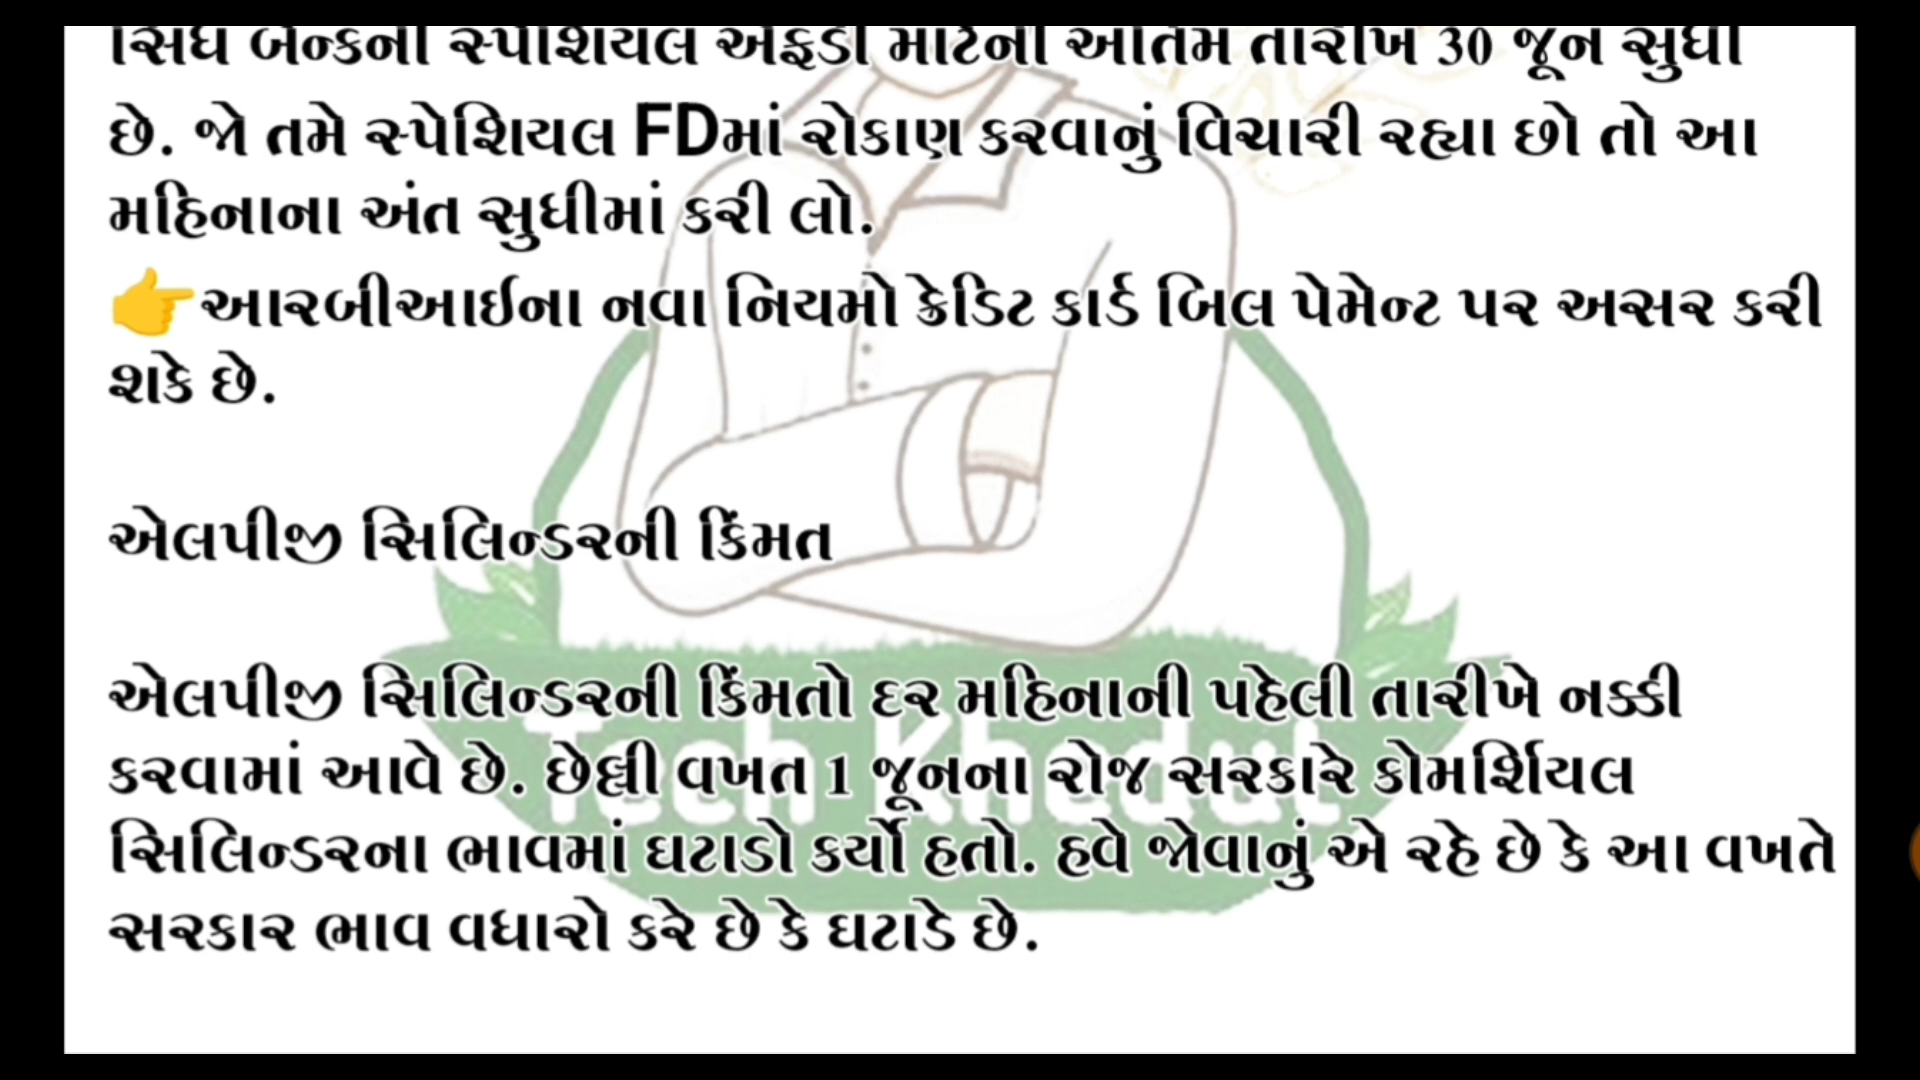 સિંધ બેન્કની સ્પેશિયલ એફડી માટેની અંતિમ તારીખ 30 જૂન સુધી
છે. જો તમે સ્પેશિયલ FDમાં રોકાણ કરવાનું વિચારી રહ્યા છો તો આ
મહિનાના અંત સુધીમાં કરી લો.
👉આરબીઆઈના નવા નિયમો ક્રેડિટ કાર્ડ બિલ પેમેન્ટ પર અસર કરી
શકે છે.
એલપીજી સિલિન્ડરની કિંમત
એલપીજી સિલિન્ડરની કિંમતો દર મહિનાની પહેલી તારીખે નક્કી
કરવામાં આવે છે. છેલ્લી વખત 1 જૂનના રોજ સરકારે કોમર્શિયલ
સિલિન્ડરના ભાવમાં ઘટાડો કર્યો હતો. હવે જોવાનું એ રહે છે કે આ વખતે
સરકાર ભાવ વધારો કરે છે કે ઘટાડે છે.
Tech Khedut